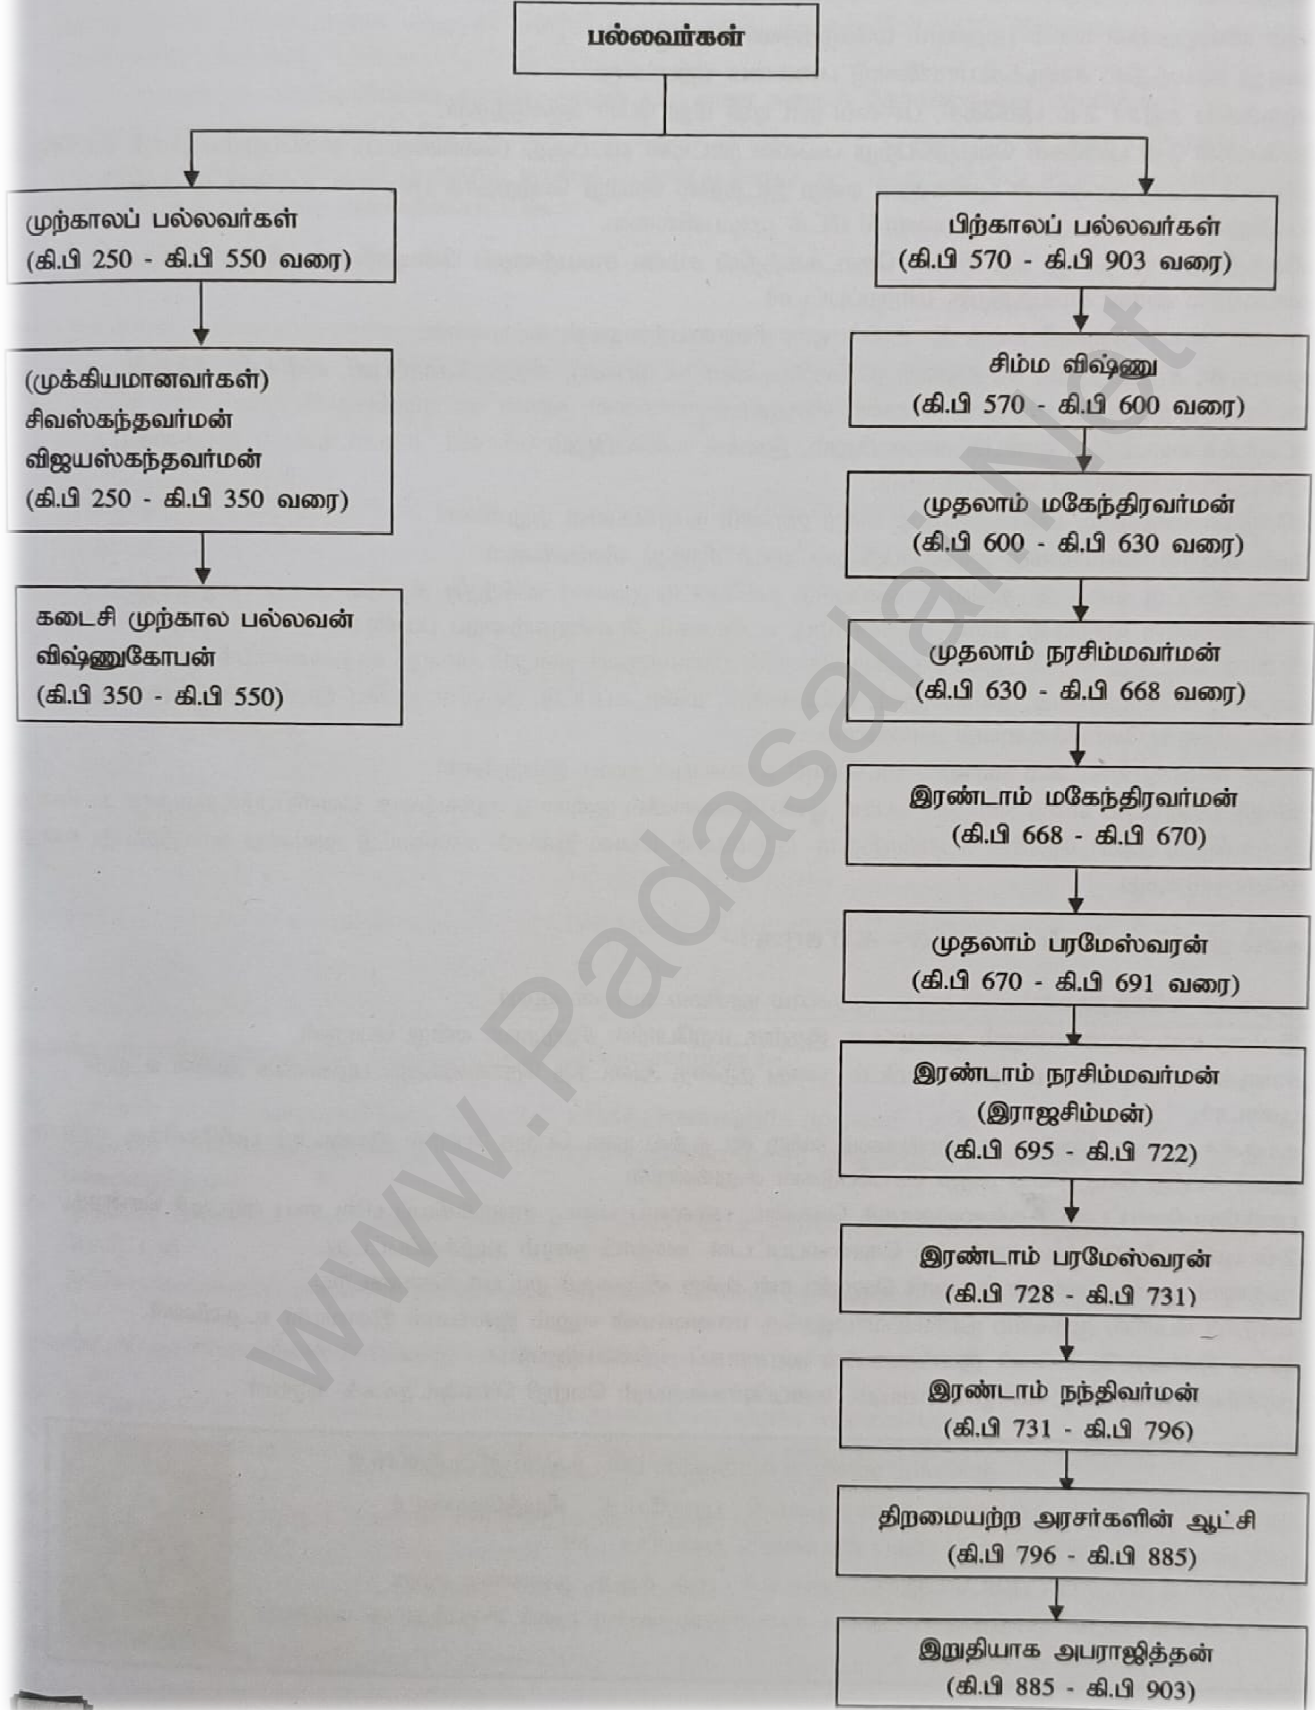 பல்லவர்கள்
முற்காலப் பல்லவர்கள்
(கி.பி 250 - கி.பி 550 வரை)
(முக்கியமானவர்கள்)
சிவஸ்கந்தவர்மன்
விஜயஸ்கந்தவர்மன்
(கி.பி 250 - கி.பி 350 வரை)
கடைசி முற்கால பல்லவன்
விஷ்ணுகோபன்
(கி.பி 350 - கி.பி 550)
பிற்காலப் பல்லவர்கள்
(கி.பி 570 - கி.பி 903 வரை)
சிம்ம விஷ்ணு
(கி.பி 570 - கி.பி 600 வரை)
முதலாம் மகேந்திரவர்மன்
(கி.பி 600 - கி.பி 630 வரை)
முதலாம் நரசிம்மவர்மன்
(கி.பி 630 - கி.பி 668 வரை)
இரண்டாம் மகேந்திரவர்மன்
(கி.பி 668 - கி.பி 670)
முதலாம் பரமேஸ்வரன்
(கி.பி 670 - கி.பி 691 வரை)
இரண்டாம் நரசிம்மவர்மன்
(இராஜசிம்மன்)
(கி.பி 695 - கி.பி 722)
இரண்டாம் பரமேஸ்வரன்
(கி.பி 728 - கி.பி 731)
இரண்டாம் நந்திவர்மன்
(கி.பி 731 - கி.பி 796)
திறமையற்ற அரசர்களின் ஆட்சி
(கி.பி 796 - கி.பி 885)
இறுதியாக அபராஜித்தன்
(கி.பி 885 - கி.பி 903)
www.Padasalai.Net